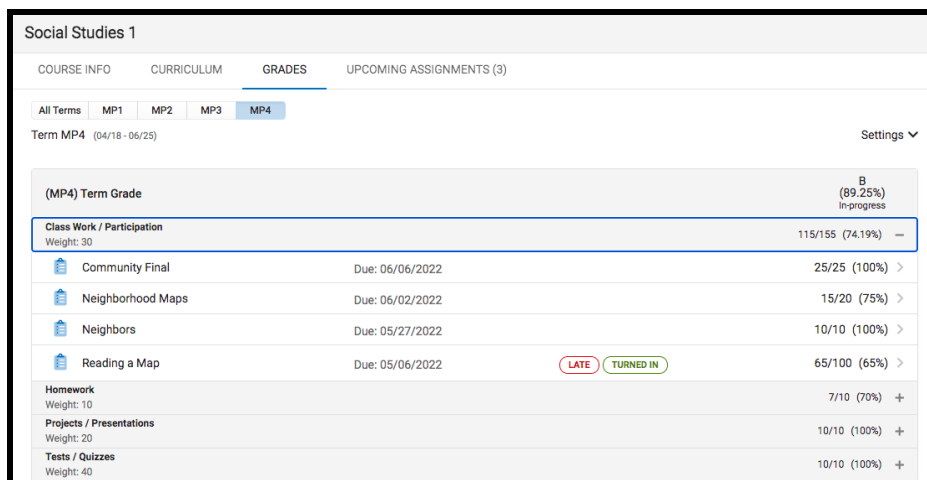 Social Studies 1
COURSE INFO CURRICULUM GRADES UPCOMING ASSIGNMENTS (3)
All Terms MP1 MP2 MP3 MP4
Term MP4 (04/18 - 06/25) Settings
(MP4) Term Grade B
(89.25%)
In-progress
Class Work / Participation
Weight: 30 115/155 (74.19%)
Community Final Due: 06/06/2022 25/25 (100%)
Neighborhood Maps Due: 06/02/2022 15/20 (75%)
Neighbors Due: 05/27/2022 10/10 (100%)
Reading a Map Due: 05/06/2022 LATE TURNED IN 65/100 (65%)
Homework
Weight: 10 7/10 (70%)
Projects / Presentations
Weight: 20 10/10 (100%)
Tests / Quizzes
Weight: 40 10/10 (100%)